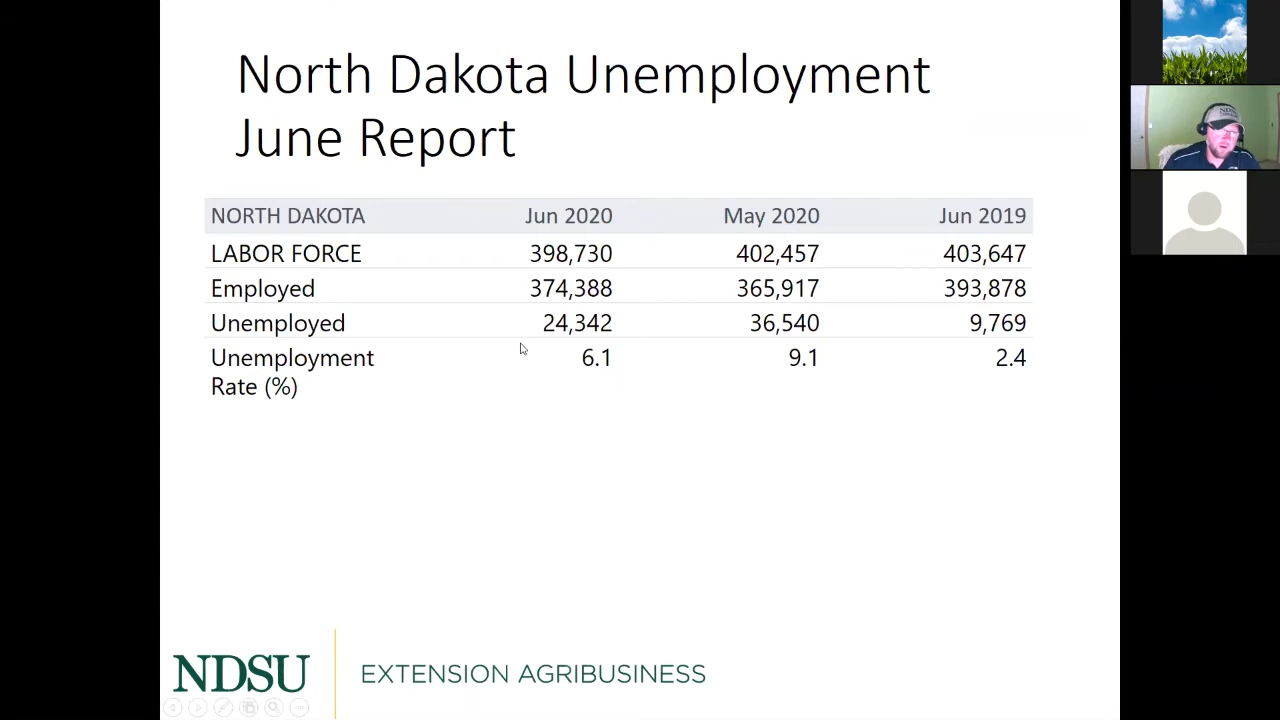 North Dakota Unemployment
June Report
NORTH DAKOTA Jun 2020 May 2020 Jun 2019
LABOR FORCE 398,730 402,457 403,647
Employed 374,388 365,917 393,878
Unemployed 24,342 36,540 9,769
Unemployment 6.1 9.1 2.4
Rate (%)
NDSU EXTENSION AGRIBUSINESS
NDSU